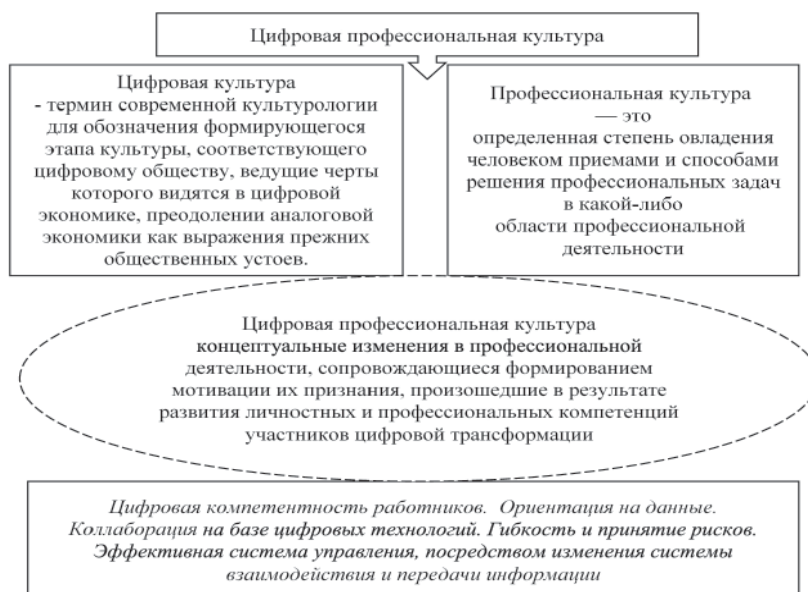 Цифровая профессиональная культура
Цифровая культура
- термин современной культурологии
для обозначения формирующегося
этапа культуры, соответствующего
цифровому обществу, ведущие черты
которого видятся в цифровой
экономике, преодолении аналоговой
экономики как выражения прежних
общественных устоев.
Профессиональная культура
— это
определенная степень овладения
человеком приемами и способами
решения профессиональных задач
в какой-либо
области профессиональной
деятельности
Цифровая профессиональная культура
концептуальные изменения в профессиональной
деятельности, сопровождающиеся формированием
мотивации их признания, произошедшие в результате
развития личностных и профессиональных компетенций
участников цифровой трансформации
Цифровая компетентность работников. Ориентация на данные.
Коллаборация на базе цифровых технологий. Гибкость и принятие рисков.
Эффективная система управления, посредством изменения системы
взаимодействия и передачи информации